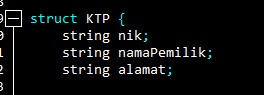 struct KTP {
string nik;
string namaPemilik;
string alamat;